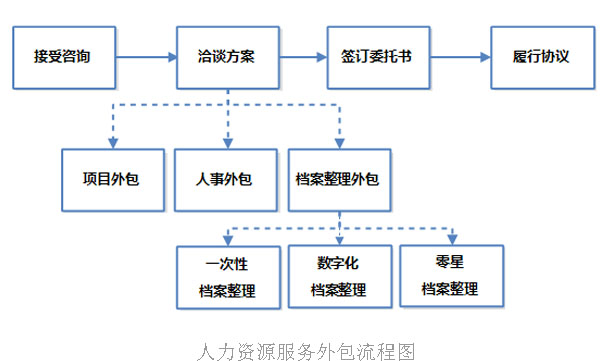 接受咨询
洽谈方案
签订委托书
履行协议
项目外包
人事外包
档案整理外包
一次性
档案整理
数字化
档案整理
零星
档案整理
人力资源服务外包流程图